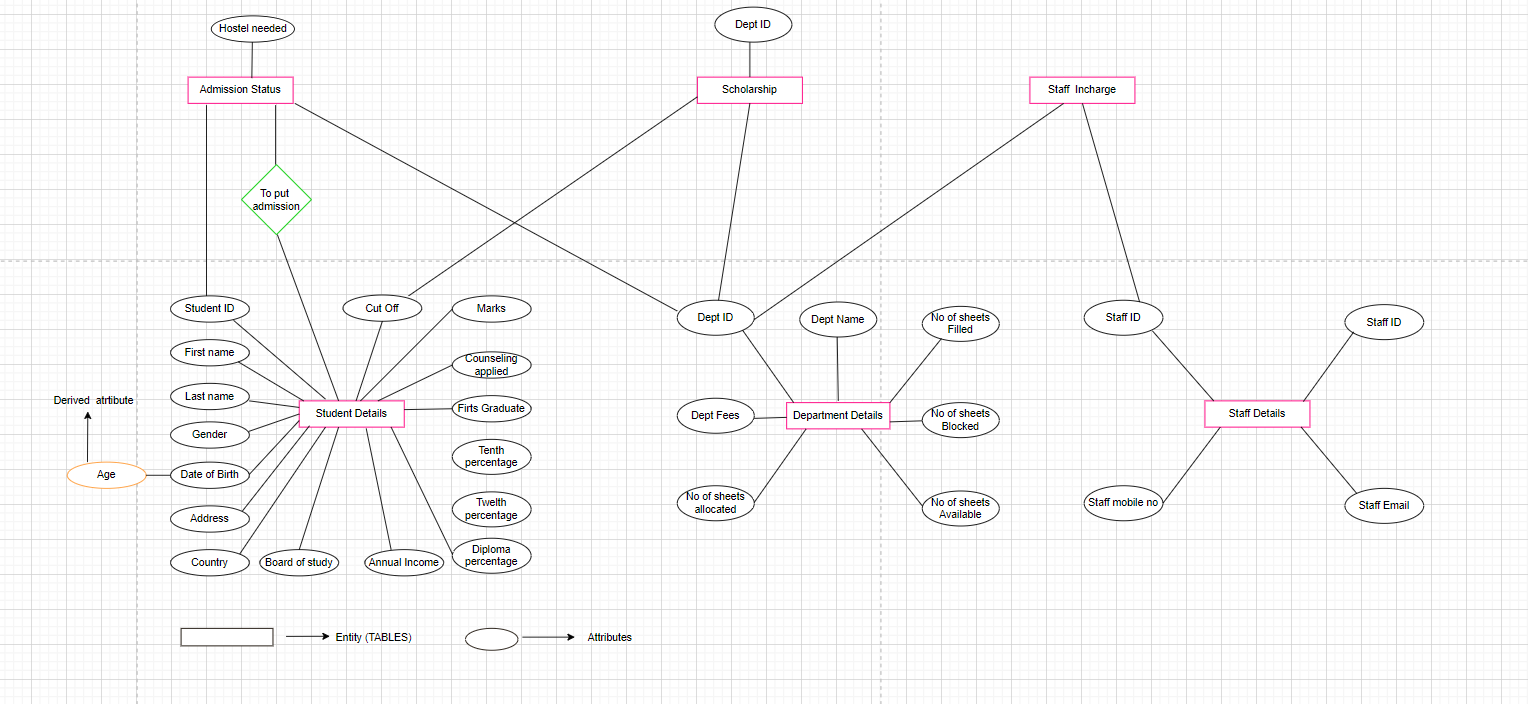 Hostel needed
Dept ID
Admission Status
Scholarship
Staff Incharge
To put
admission
Student ID
Cut Off
Marks
Dept ID
Dept Name
No of sheets
Filled
Staff ID
Staff ID
First name
Counseling
applied
Derived atrtibute
Last name
Student Details
Firts Graduate
Dept Fees
Department Details
No of sheets
Blocked
Staff Details
Gender
Tenth
percentage
Age
Date of Birth
No of sheets
allocated
No of sheets
Available
Staff mobile no
Staff Email
Address
Twelth
percentage
Country
Board of study
Annual Income
Diploma
percentage
Entity (TABLES)
Attributes